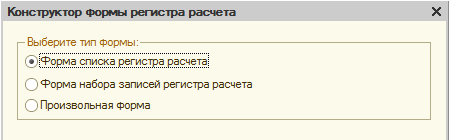 Конструктор формы регистра расчета
Выберите тип формы:
Форма списка регистра расчета
Форма набора записей регистра расчета
Произвольная форма